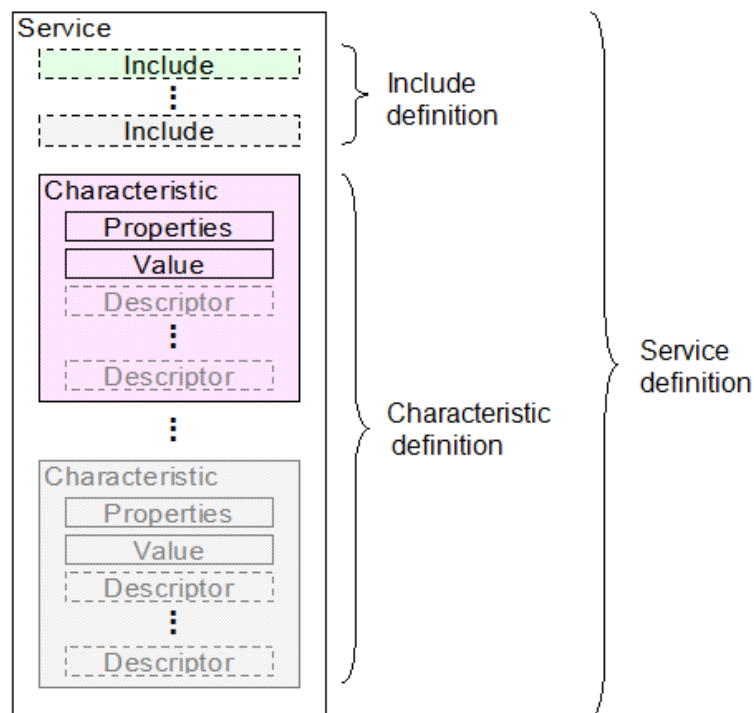 Service
Include
Include
Include
definition
Characteristic
Properties
Value
Descriptor
Descriptor
Characteristic
definition
Service
definition
Characteristic
Properties
Value
Descriptor
Descriptor